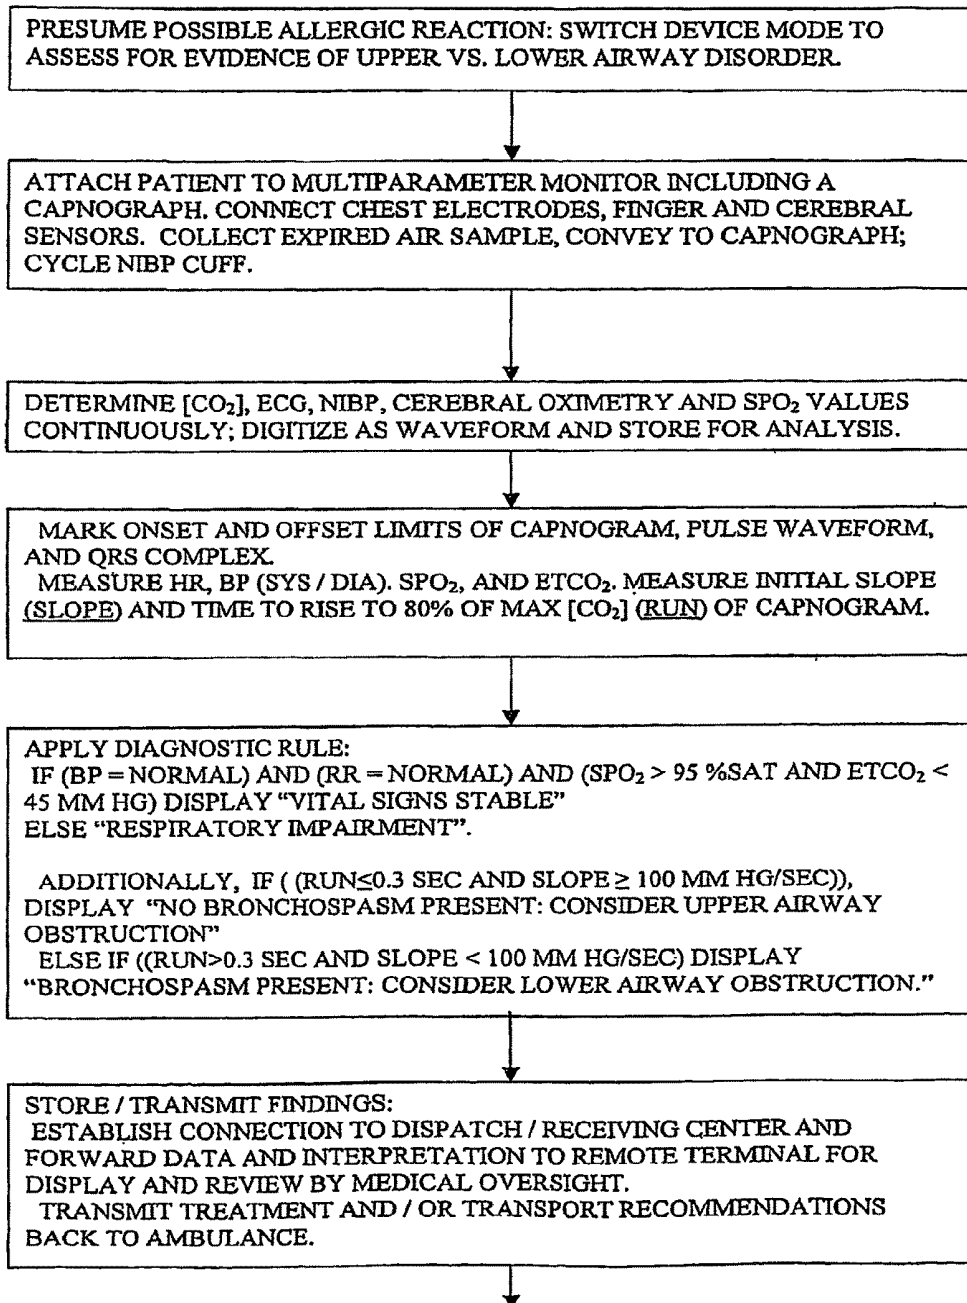 PRESUME POSSIBLE ALLERGIC REACTION: SWITCH DEVICE MODE TO
ASSESS FOR EVIDENCE OF UPPER VS. LOWER AIRWAY DISORDER.
ATTACH PATIENT TO MULTIPARAMETER MONITOR INCLUDING A
CAPNOGRAPH. CONNECT CHEST ELECTRODES, FINGER AND CEREBRAL
SENSORS. COLLECT EXPIRED AIR SAMPLE, CONVEY TO CAPNOGRAPH;
CYCLE NIBP CUFF.
DETERMINE [CO₂], ECG, NIBP, CEREBRAL OXIMETRY AND SPO₂ VALUES
CONTINUOUSLY; DIGITIZE AS WAVEFORM AND STORE FOR ANALYSIS.
MARK ONSET AND OFFSET LIMITS OF CAPNOGRAM, PULSE WAVEFORM,
AND QRS COMPLEX.
MEASURE HR, BP (SYS / DIA). SPO₂, AND ETCO₂. MEASURE INITIAL SLOPE
(SLOPE) AND TIME TO RISE TO 80% OF MAX [CO₂] (RUN) OF CAPNOGRAM.
APPLY DIAGNOSTIC RULE:
IF (BP = NORMAL) AND (RR = NORMAL) AND (SPO₂ > 95 %SAT AND ETCO₂ <
45 MM HG) DISPLAY “VITAL SIGNS STABLE”
ELSE “RESPIRATORY IMPAIRMENT”.
ADDITIONALLY, IF ( (RUN≤0.3 SEC AND SLOPE ≥ 100 MM HG/SEC)),
DISPLAY “NO BRONCHOSPASM PRESENT: CONSIDER UPPER AIRWAY
OBSTRUCTION”
ELSE IF ((RUN>0.3 SEC AND SLOPE < 100 MM HG/SEC) DISPLAY
“BRONCHOSPASM PRESENT: CONSIDER LOWER AIRWAY OBSTRUCTION.”
STORE / TRANSMIT FINDINGS:
ESTABLISH CONNECTION TO DISPATCH / RECEIVING CENTER AND
FORWARD DATA AND INTERPRETATION TO REMOTE TERMINAL FOR
DISPLAY AND REVIEW BY MEDICAL OVERSIGHT.
TRANSMIT TREATMENT AND / OR TRANSPORT RECOMMENDATIONS
BACK TO AMBULANCE.